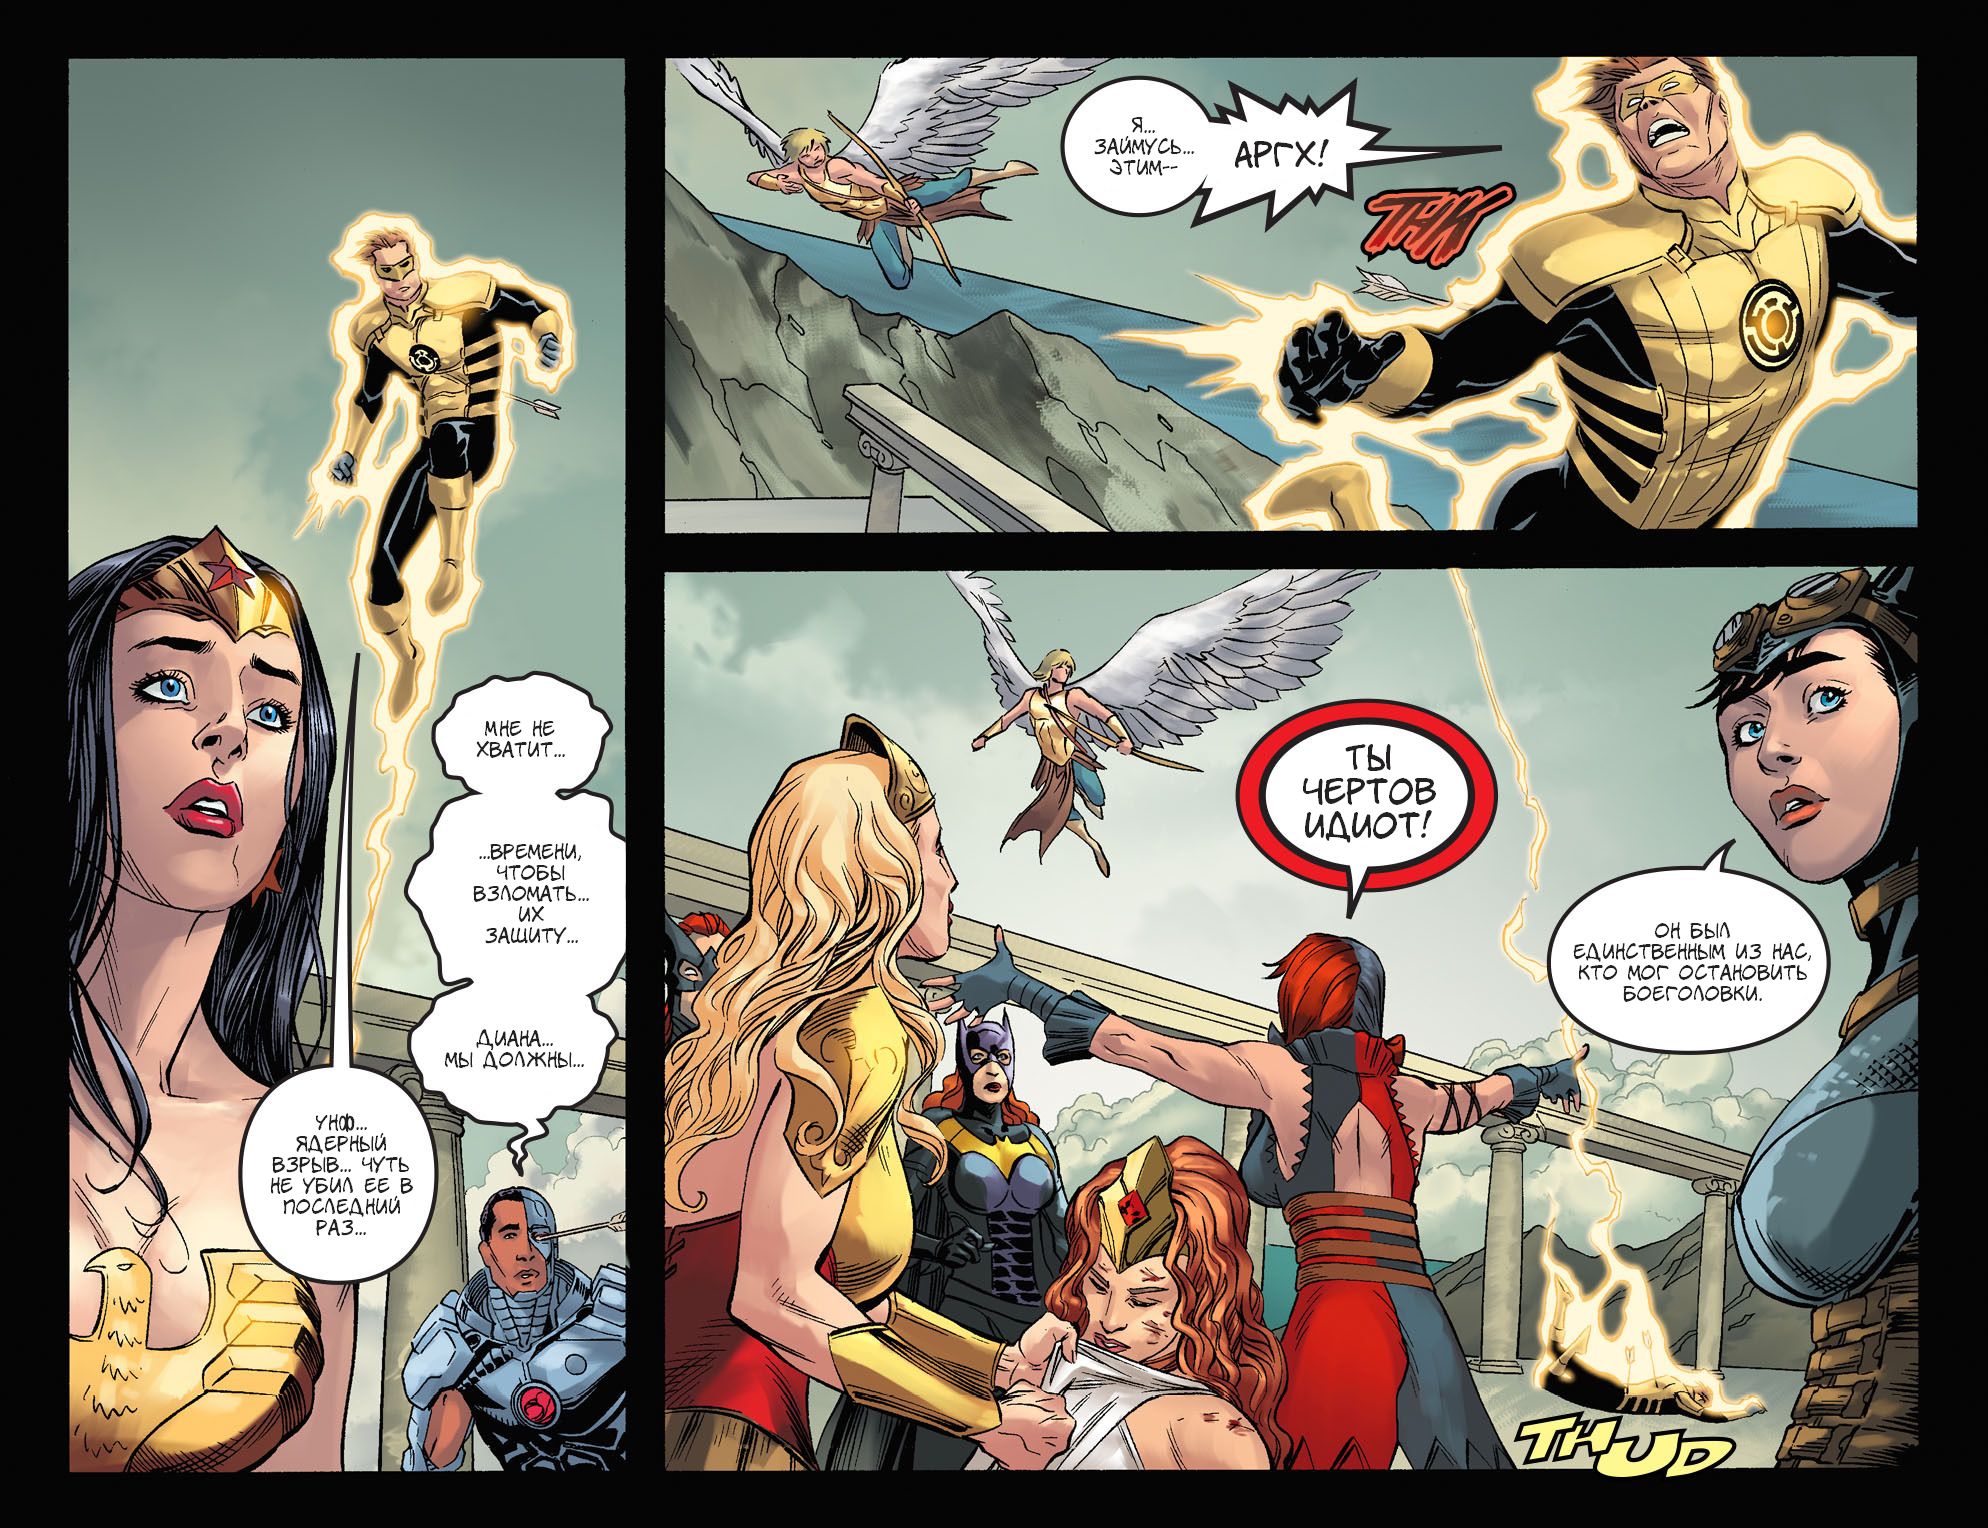 МНЕ НЕ
ХВАТИТ...
...ВРЕМЕНИ,
ЧТОБЫ
ВЗЛОМАТЬ...
ИХ
ЗАЩИТУ...
ДИАНА...
МЫ ДОЛЖНЫ...
УНФ...
ЯДЕРНЫЙ
ВЗРЫВ... ЧУТЬ
НЕ УБИЛ ЕЕ В
ПОСЛЕДНИЙ
РАЗ...
Я...
ЗАЙМУСЬ...
ЭТИМ--
АРГХ!
THK
ТЫ
ЧЕРТОВ
ИДИОТ!
ОН БЫЛ
ЕДИНСТВЕННЫМ ИЗ НАС,
КТО МОГ ОСТАНОВИТЬ
БОЕГОЛОВКИ.
THUD